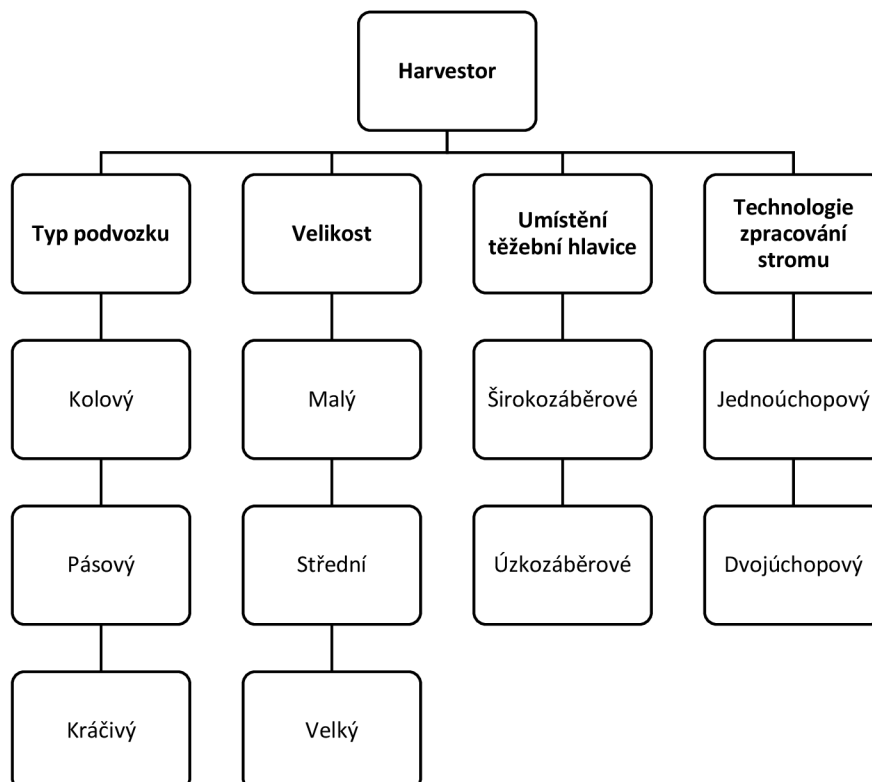 Harvestor
Typ podvozku
Velikost
Umístění
těžební hlavice
Technologie
zpracování
stromu
Kolový
Malý
Širokozáběrové
Jednoúchopový
Pásový
Střední
Úzkozáběrové
Dvojúchopový
Kráčivý
Velký